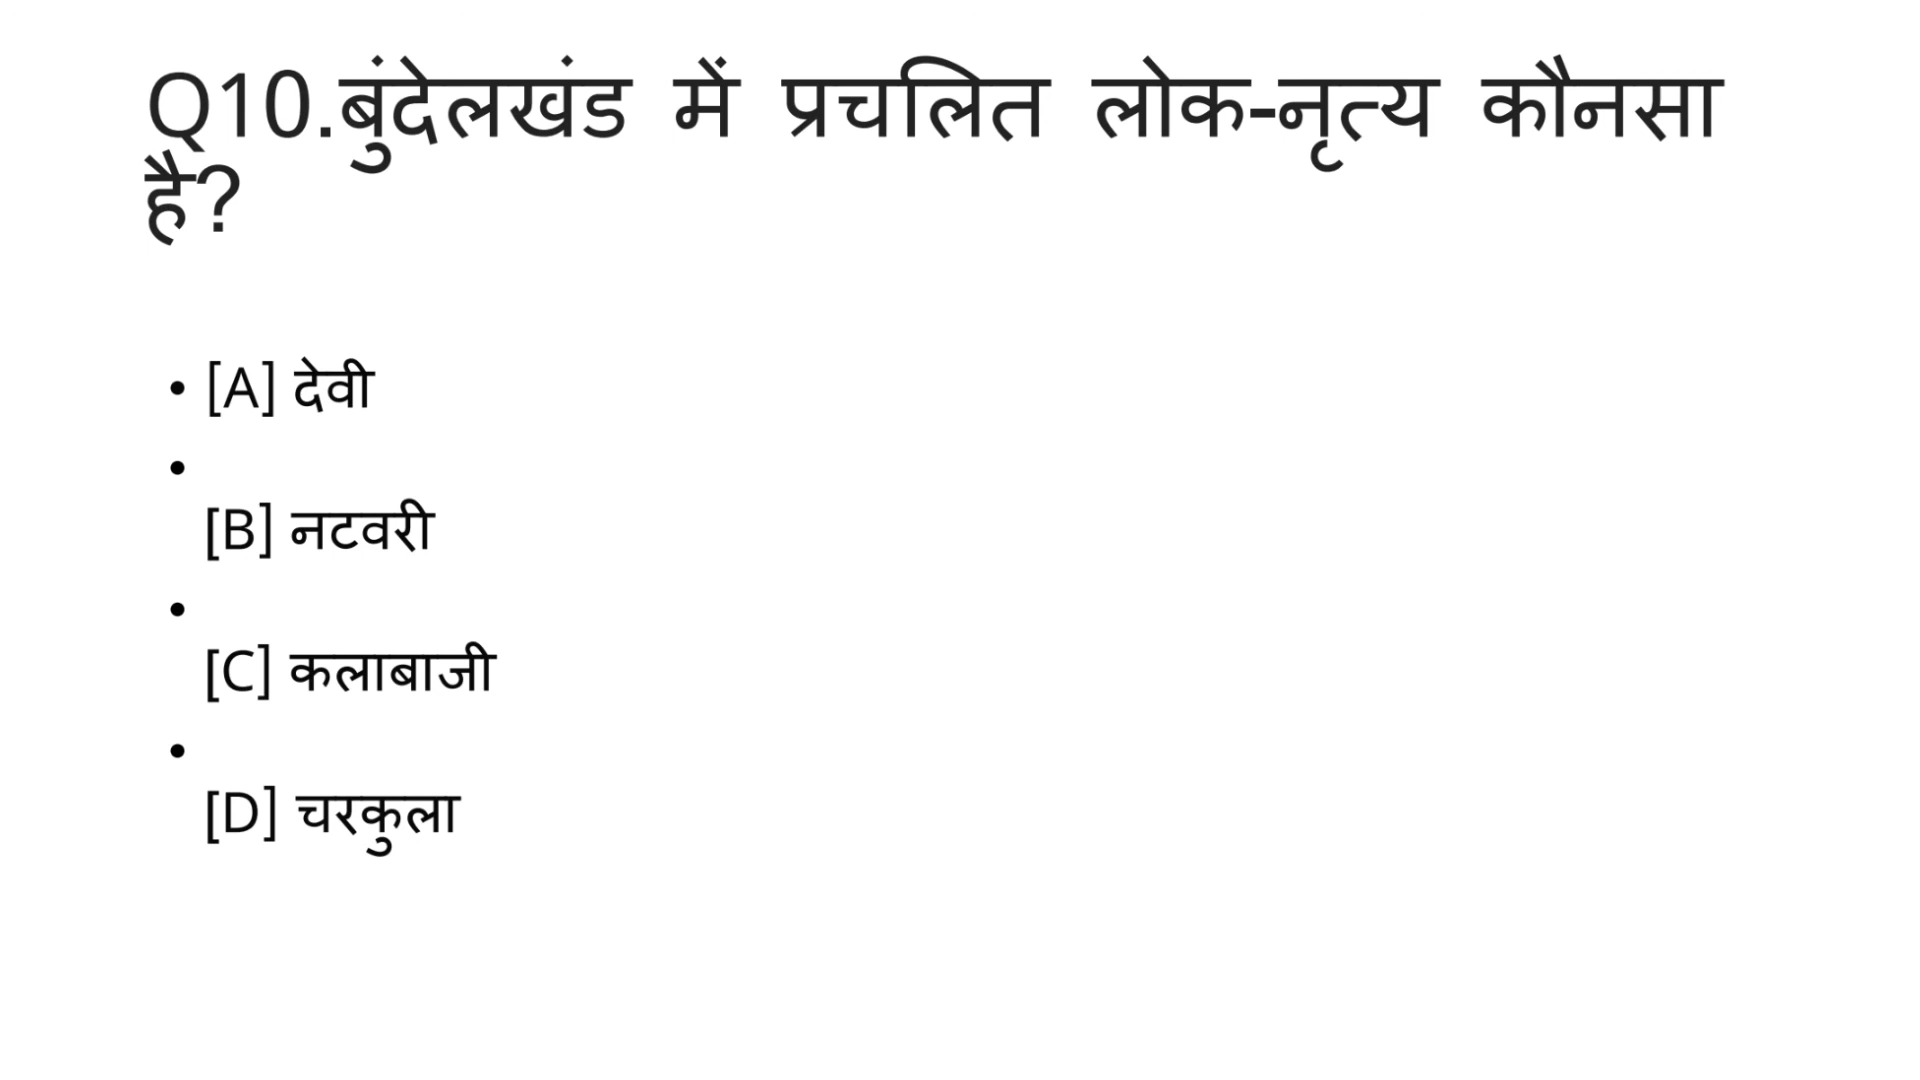 Q10.बुंदेलखंड में प्रचलित लोक-नृत्य कौनसा
है?
• [A] देवी
•
[B] नटवरी
•
[C] कलाबाजी
•
[D] चरकुला